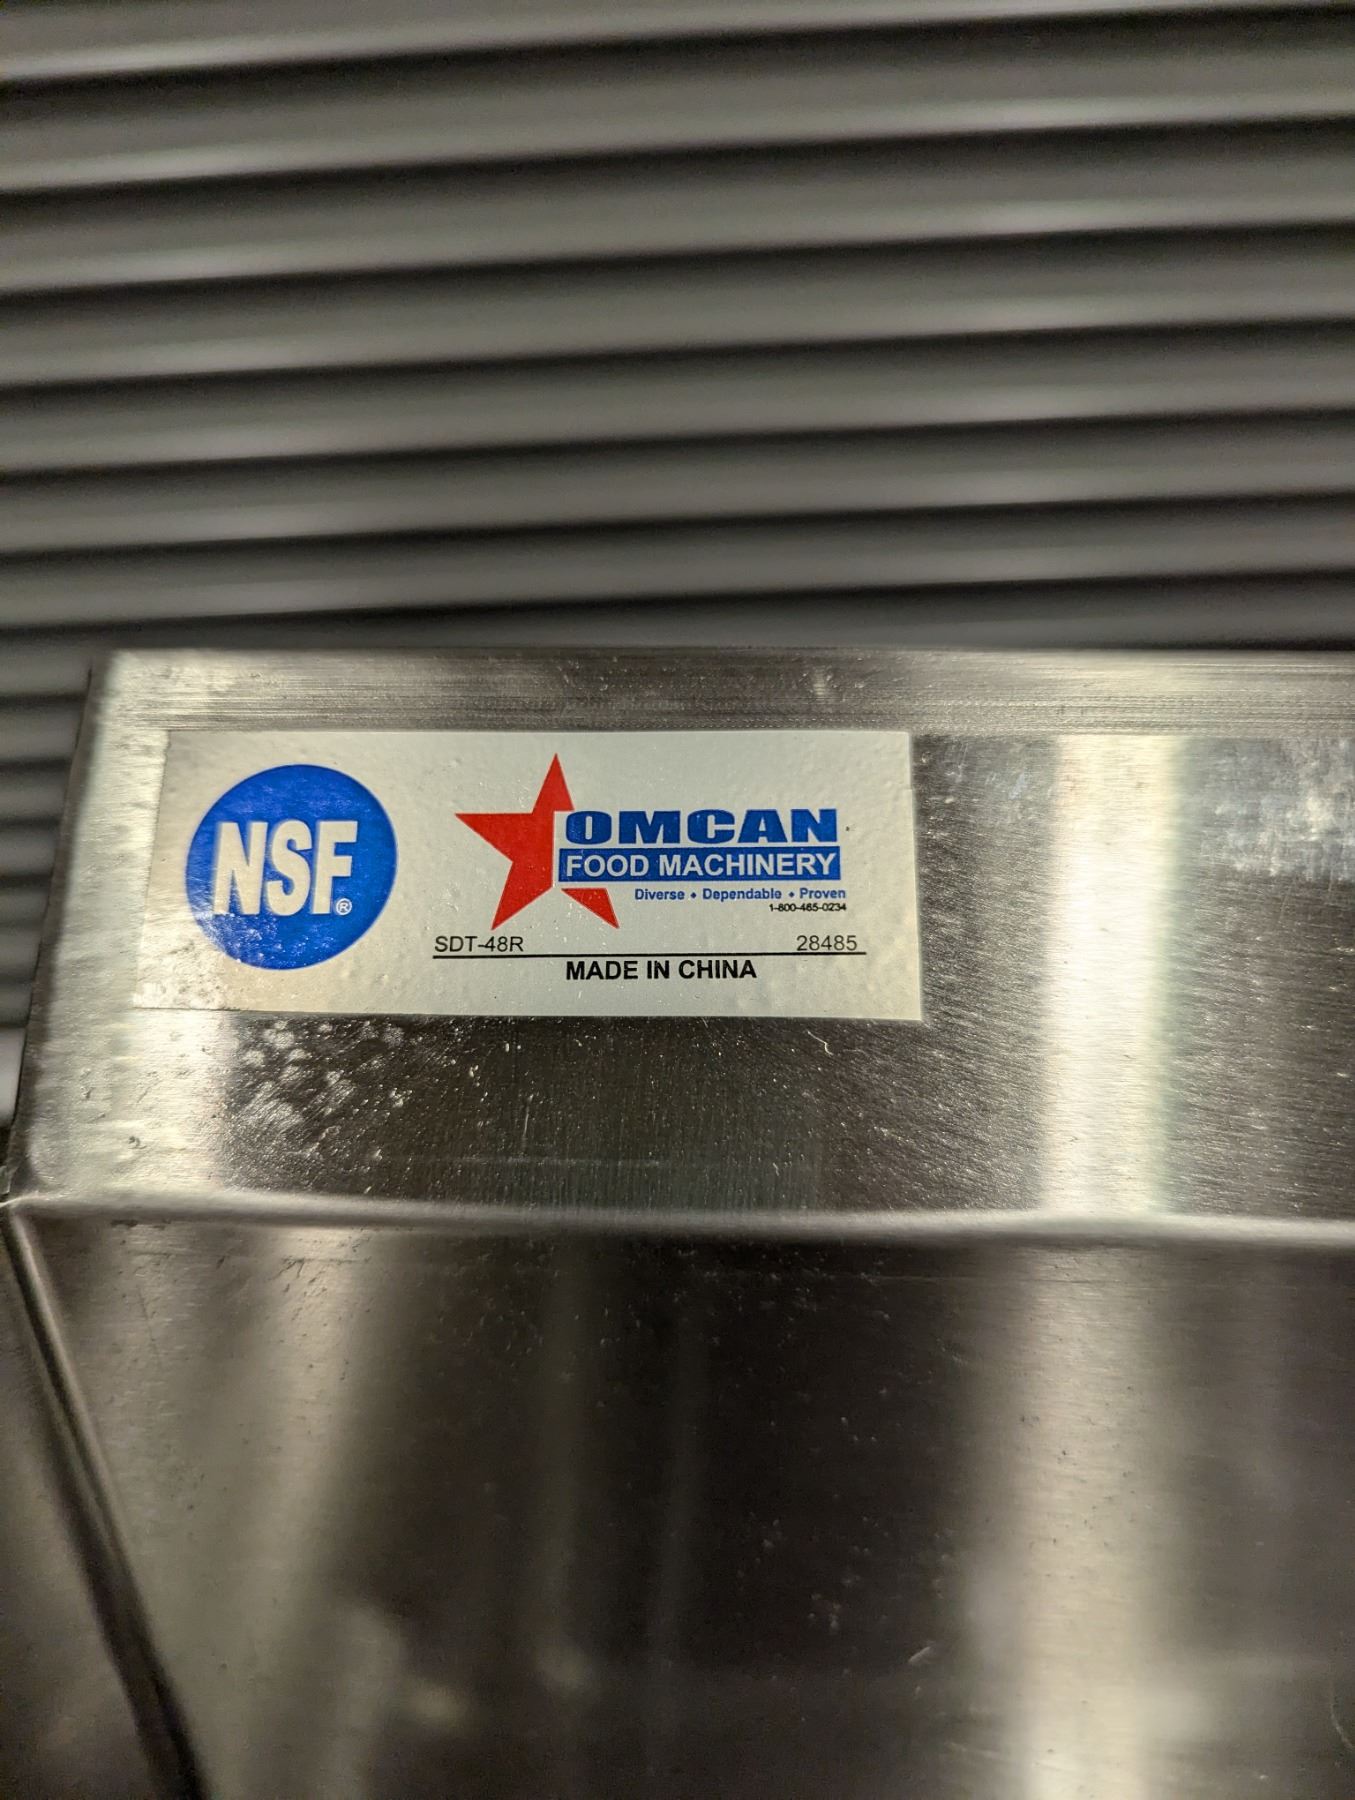 NSF®
OMCAN
FOOD MACHINERY
Diverse • Dependable • Proven
1-800-465-0234
SDT-48R 28485
MADE IN CHINA